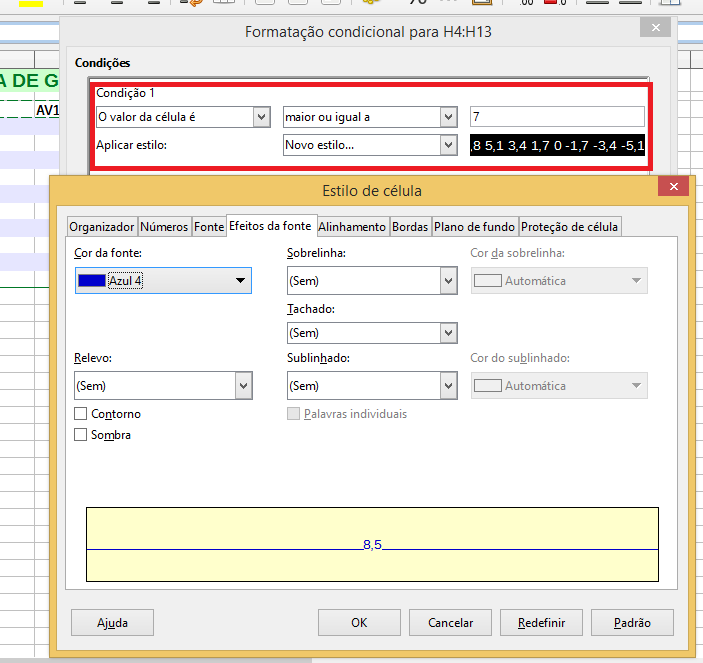 Formatação condicional para H4:H13
Condições
A DE G
Condição 1
AV1
O valor da célula é maior ou igual a 7
Aplicar estilo: Novo estilo... ,8 5,1 3,4 1,7 0 -1,7 -3,4 -5,1
Estilo de célula
Organizador Números Fonte Efeitos da fonte Alinhamento Bordas Plano de fundo Proteção de célula
Cor da fonte: Sobrelinha: Cor da sobrelinha:
Azul 4 (Sem) Automática
Tachado:
(Sem)
Relevo: Sublinhado: Cor do sublinhado:
(Sem) (Sem) Automática
Contorno Palavras individuais
Sombra
8,5
Ajuda OK Cancelar Redefinir Padrão